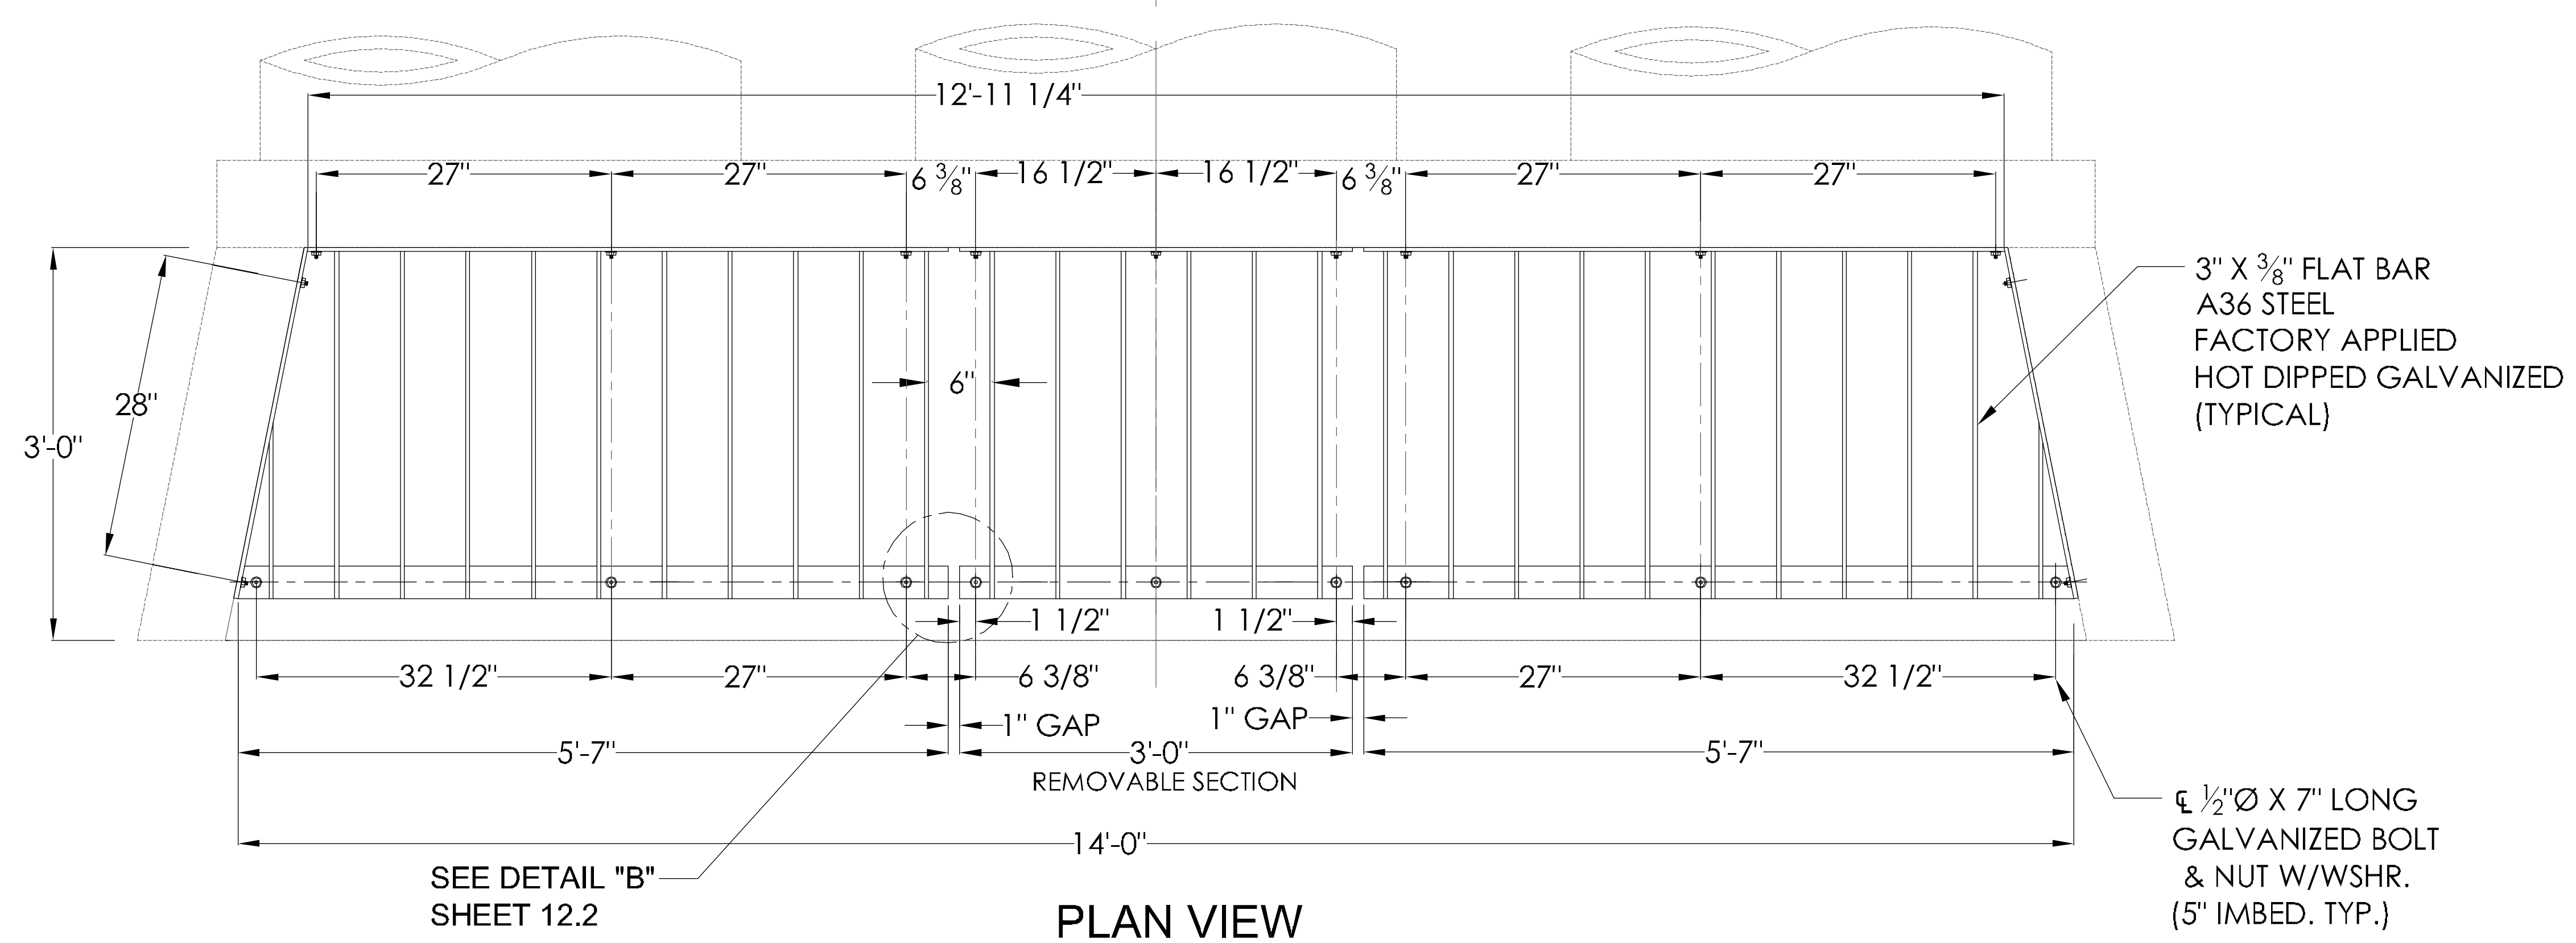 12'-11 1/4"
27"
27"
6 3/8"
16 1/2"
16 1/2"
6 3/8"
27"
27"
3" X 3/8" FLAT BAR
A36 STEEL
FACTORY APPLIED
HOT DIPPED GALVANIZED
(TYPICAL)
6"
28"
3'-0"
1 1/2"
1 1/2"
32 1/2"
27"
6 3/8"
6 3/8"
27"
32 1/2"
1" GAP
1" GAP
5'-7"
3'-0"
5'-7"
REMOVABLE SECTION
14'-0"
℄ 1/2"Ø X 7" LONG
GALVANIZED BOLT
& NUT W/WSHR.
(5" IMBED. TYP.)
SEE DETAIL "B"
SHEET 12.2
PLAN VIEW